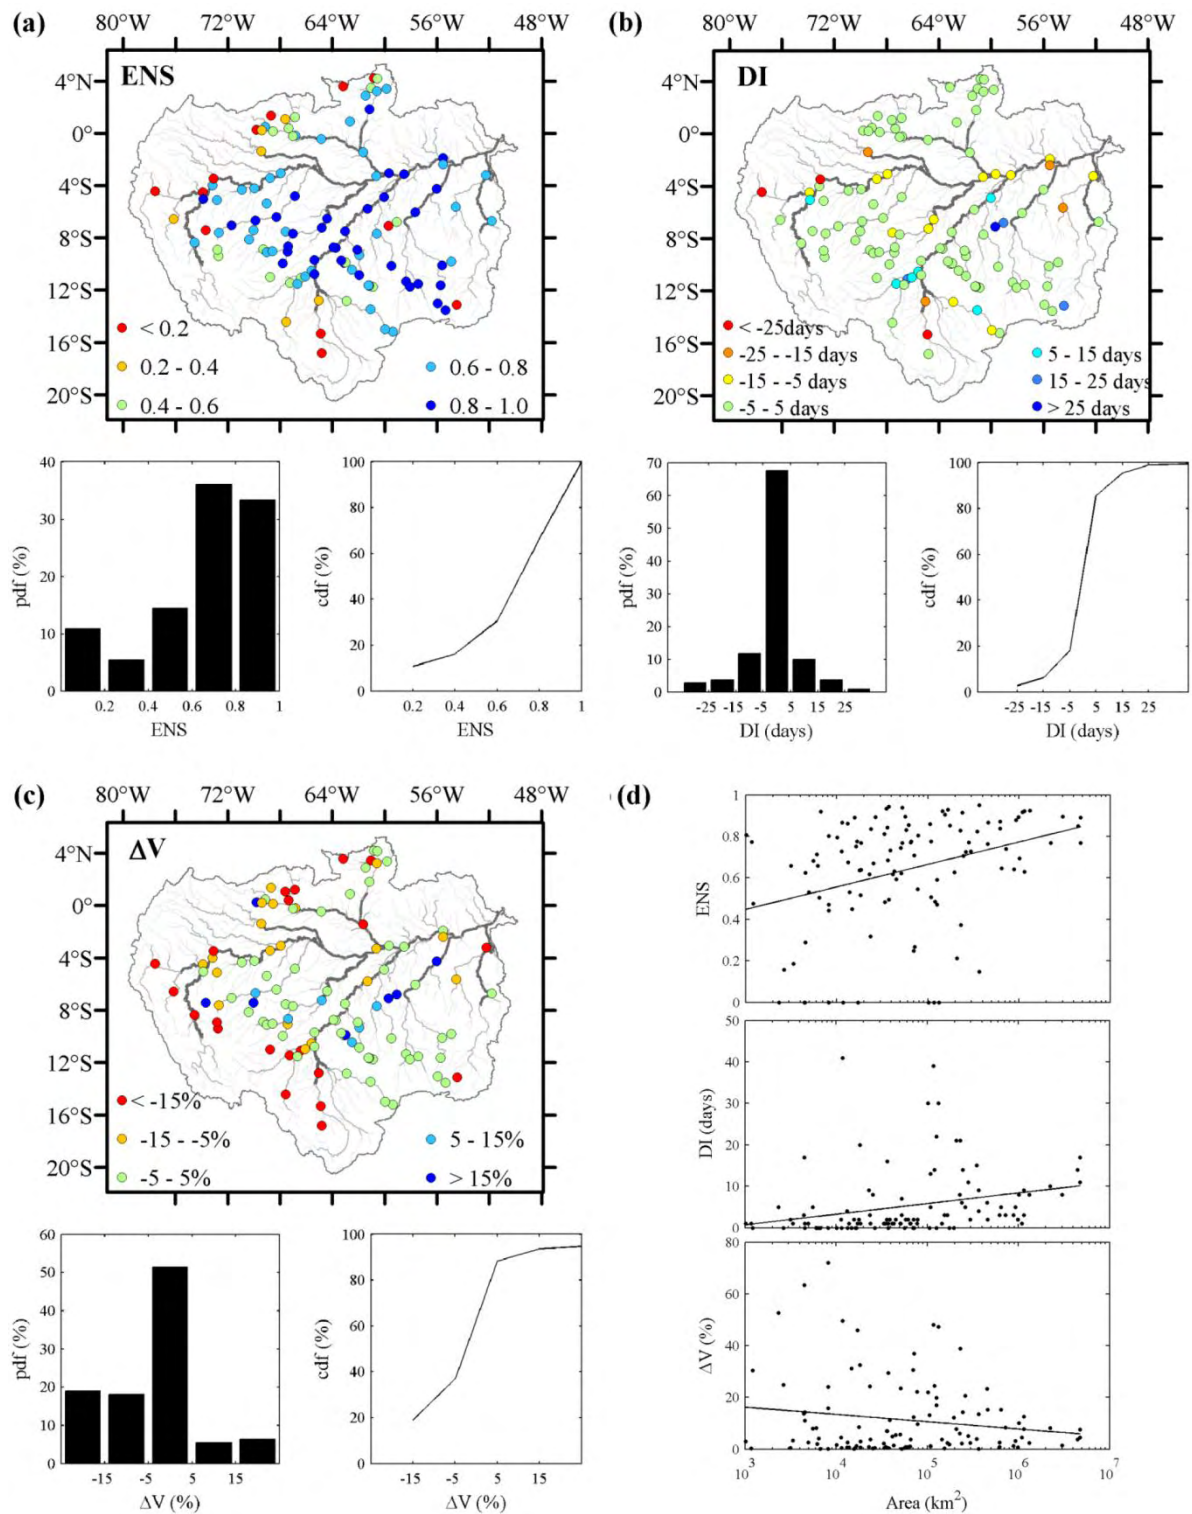 (a)
80°W 72°W 64°W 56°W 48°W
ENS
4°N
0°
4°S
8°S
12°S
16°S
20°S
< 0.2
0.2 - 0.4
0.4 - 0.6
0.6 - 0.8
0.8 - 1.0
pdf (%)
40
30
20
10
0
0.2 0.4 0.6 0.8 1
ENS
cdf (%)
100
80
60
40
20
0
0.2 0.4 0.6 0.8 1
ENS
(b)
80°W 72°W 64°W 56°W 48°W
DI
4°N
0°
4°S
8°S
12°S
16°S
20°S
< -25days
-25 - -15 days
-15 - -5 days
-5 - 5 days
5 - 15 days
15 - 25 days
> 25 days
pdf (%)
70
60
50
40
30
20
10
0
-25 -15 -5 5 15 25
DI (days)
cdf (%)
100
80
60
40
20
0
-25 -15 -5 5 15 25
DI (days)
(c)
80°W 72°W 64°W 56°W 48°W
ΔV
4°N
0°
4°S
8°S
12°S
16°S
20°S
< -15%
-15 - -5%
-5 - 5%
5 - 15%
> 15%
pdf (%)
60
50
40
30
20
10
0
-15 -5 5 15
ΔV (%)
cdf (%)
100
80
60
40
20
0
-15 -5 5 15
ΔV (%)
(d)
ENS
1
0.8
0.6
0.4
0.2
0
DI (days)
50
40
30
20
10
0
ΔV (%)
80
60
40
20
0
10³ 10⁴ 10⁵ 10⁶ 10⁷
Area (km²)